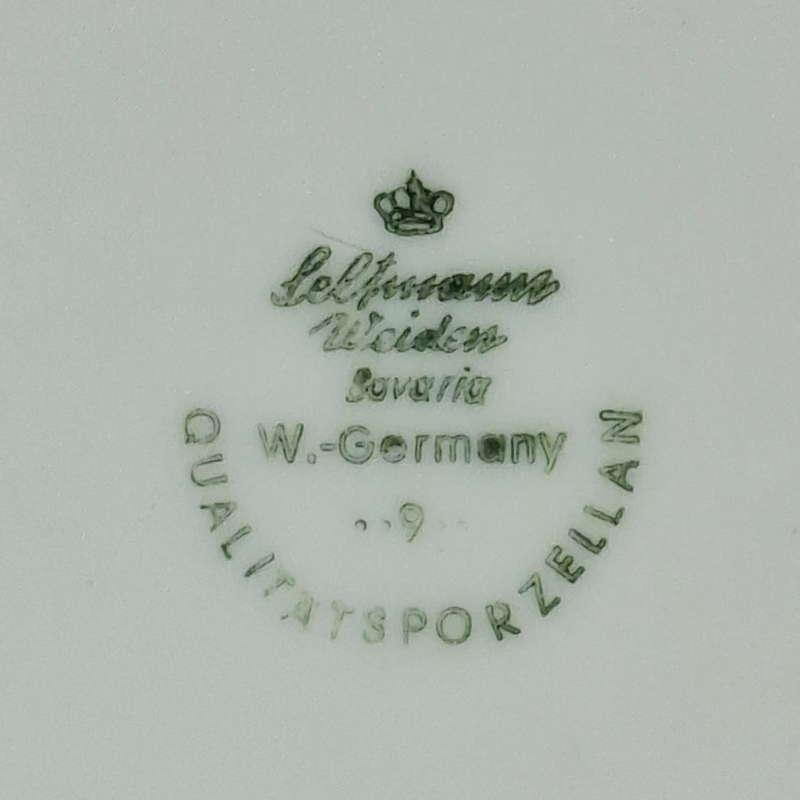 Seltmann
Weiden
Bavaria
W.-Germany
..9..
QUALITÄTSPORZELLAN